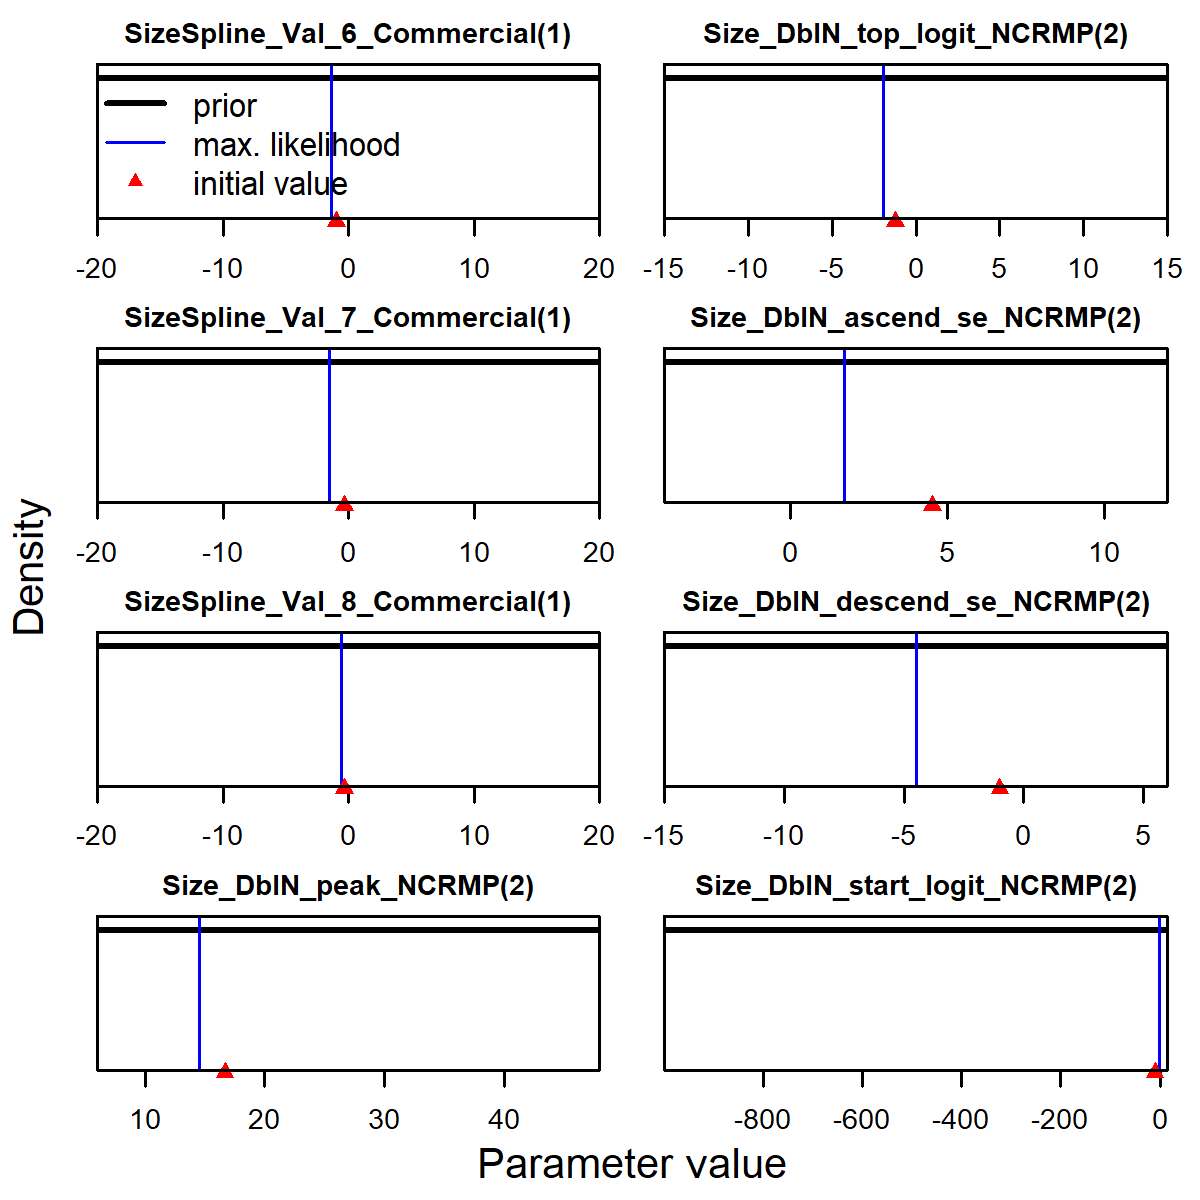 SizeSpline_Val_6_Commercial(1)
prior
max. likelihood
initial value
-20 -10 0 10 20
Size_DblN_top_logit_NCRMP(2)
-15 -10 -5 0 5 10 15
SizeSpline_Val_7_Commercial(1)
-20 -10 0 10 20
Size_DblN_ascend_se_NCRMP(2)
0 5 10
SizeSpline_Val_8_Commercial(1)
-20 -10 0 10 20
Size_DblN_descend_se_NCRMP(2)
-15 -10 -5 0 5
Size_DblN_peak_NCRMP(2)
10 20 30 40
Size_DblN_start_logit_NCRMP(2)
-800 -600 -400 -200 0
Density
Parameter value